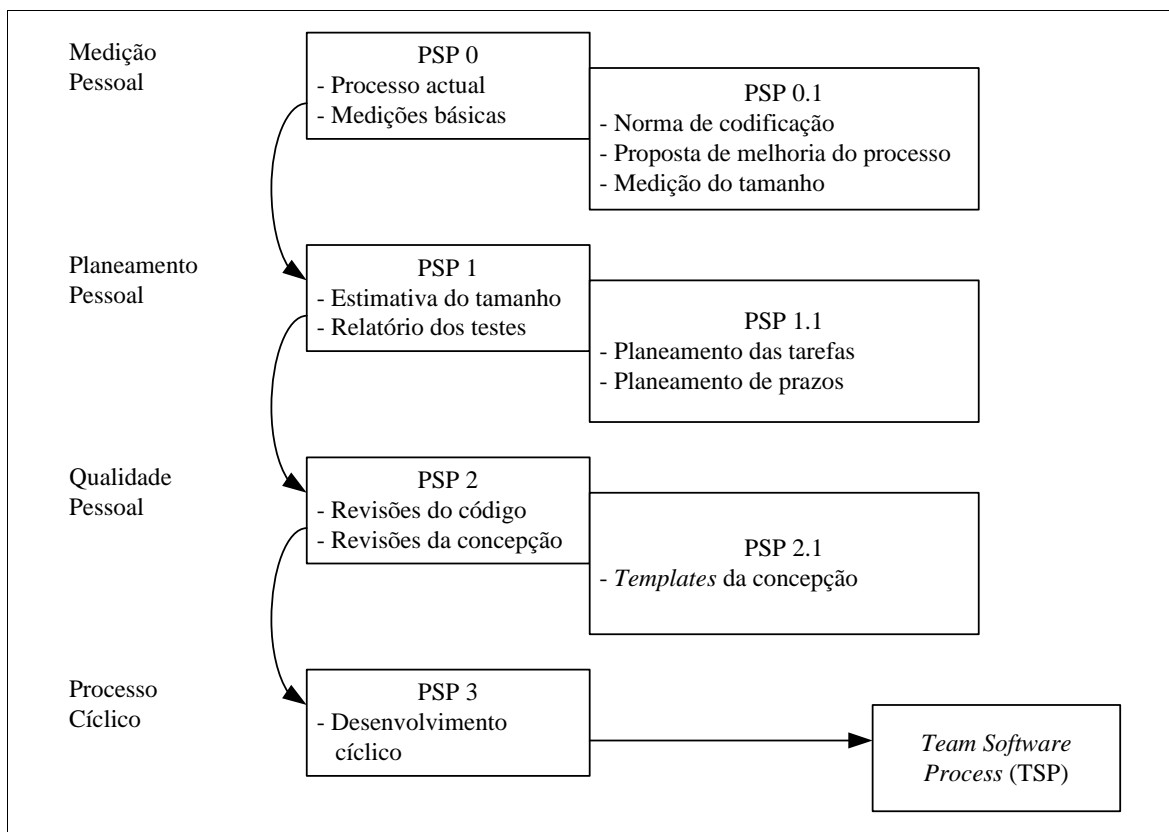 Medição
Pessoal
PSP 0
- Processo actual
- Medições básicas
PSP 0.1
- Norma de codificação
- Proposta de melhoria do processo
- Medição do tamanho
Planeamento
Pessoal
PSP 1
- Estimativa do tamanho
- Relatório dos testes
PSP 1.1
- Planeamento das tarefas
- Planeamento de prazos
Qualidade
Pessoal
PSP 2
- Revisões do código
- Revisões da concepção
PSP 2.1
- Templates da concepção
Processo
Cíclico
PSP 3
- Desenvolvimento
cíclico
Team Software
Process (TSP)